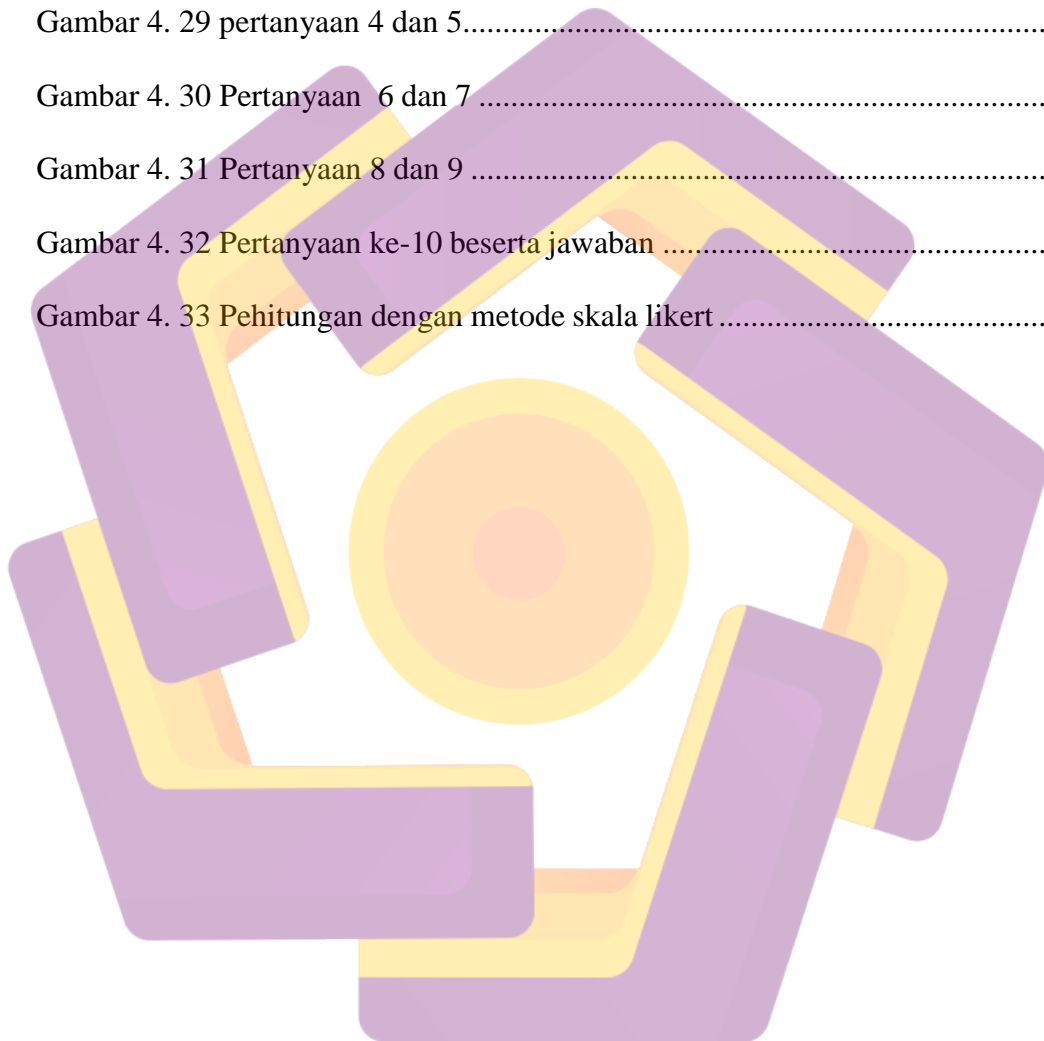 Gambar 4. 29 pertanyaan 4 dan 5.......................................................................
Gambar 4. 30 Pertanyaan  6 dan 7 .....................................................................
Gambar 4. 31 Pertanyaan 8 dan 9 ......................................................................
Gambar 4. 32 Pertanyaan ke-10 beserta jawaban ..............................................
Gambar 4. 33 Pehitungan dengan metode skala likert ........................................